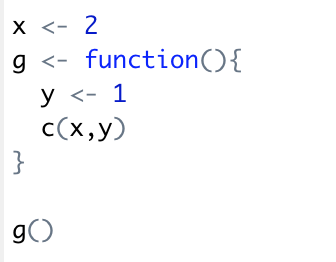 x <- 2
g <- function(){
  y <- 1
  c(x,y)
}
g()